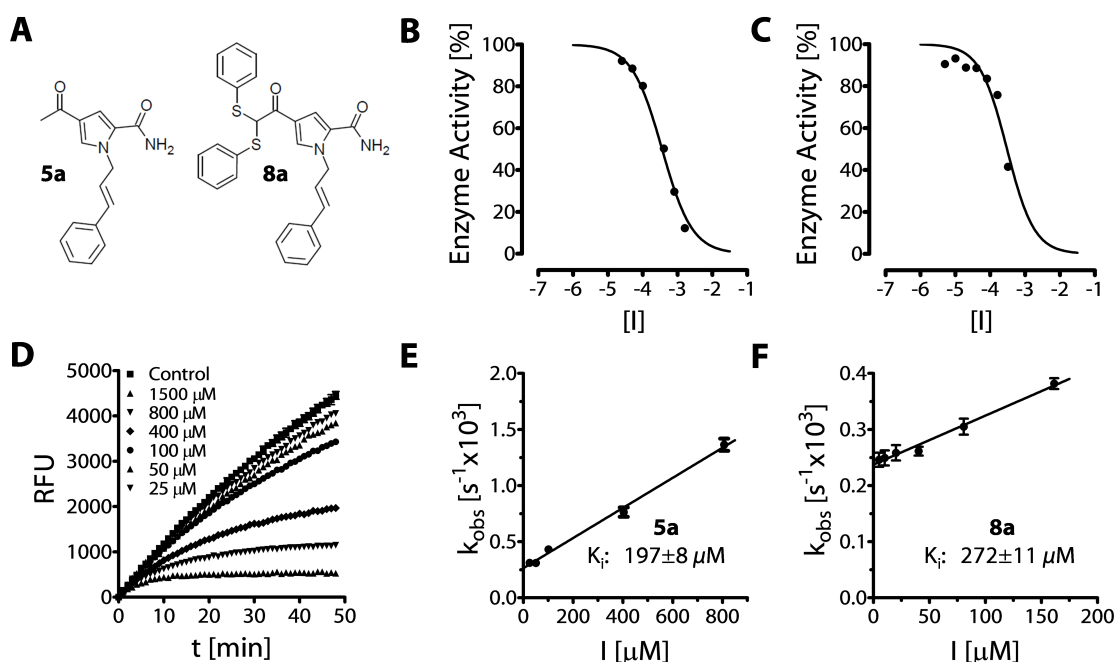 A
O
O
N
NH2
5a
S
S
O
O
N
NH2
8a
B
Enzyme Activity [%]
100
80
60
40
20
0
-7 -6 -5 -4 -3 -2 -1
[I]
C
Enzyme Activity [%]
100
80
60
40
20
0
-7 -6 -5 -4 -3 -2 -1
[I]
D
RFU
5000
4000
3000
2000
1000
0
Control
1500 µM
800 µM
400 µM
100 µM
50 µM
25 µM
0 10 20 30 40 50
t [min]
E
kobs [s-1 x103]
2.0
1.5
1.0
0.5
0.0
5a
Ki: 197±8 µM
0 200 400 600 800
I [µM]
F
kobs [s-1 x103]
0.4
0.3
0.2
0.1
0.0
8a
Ki: 272±11 µM
0 50 100 150 200
I [µM]